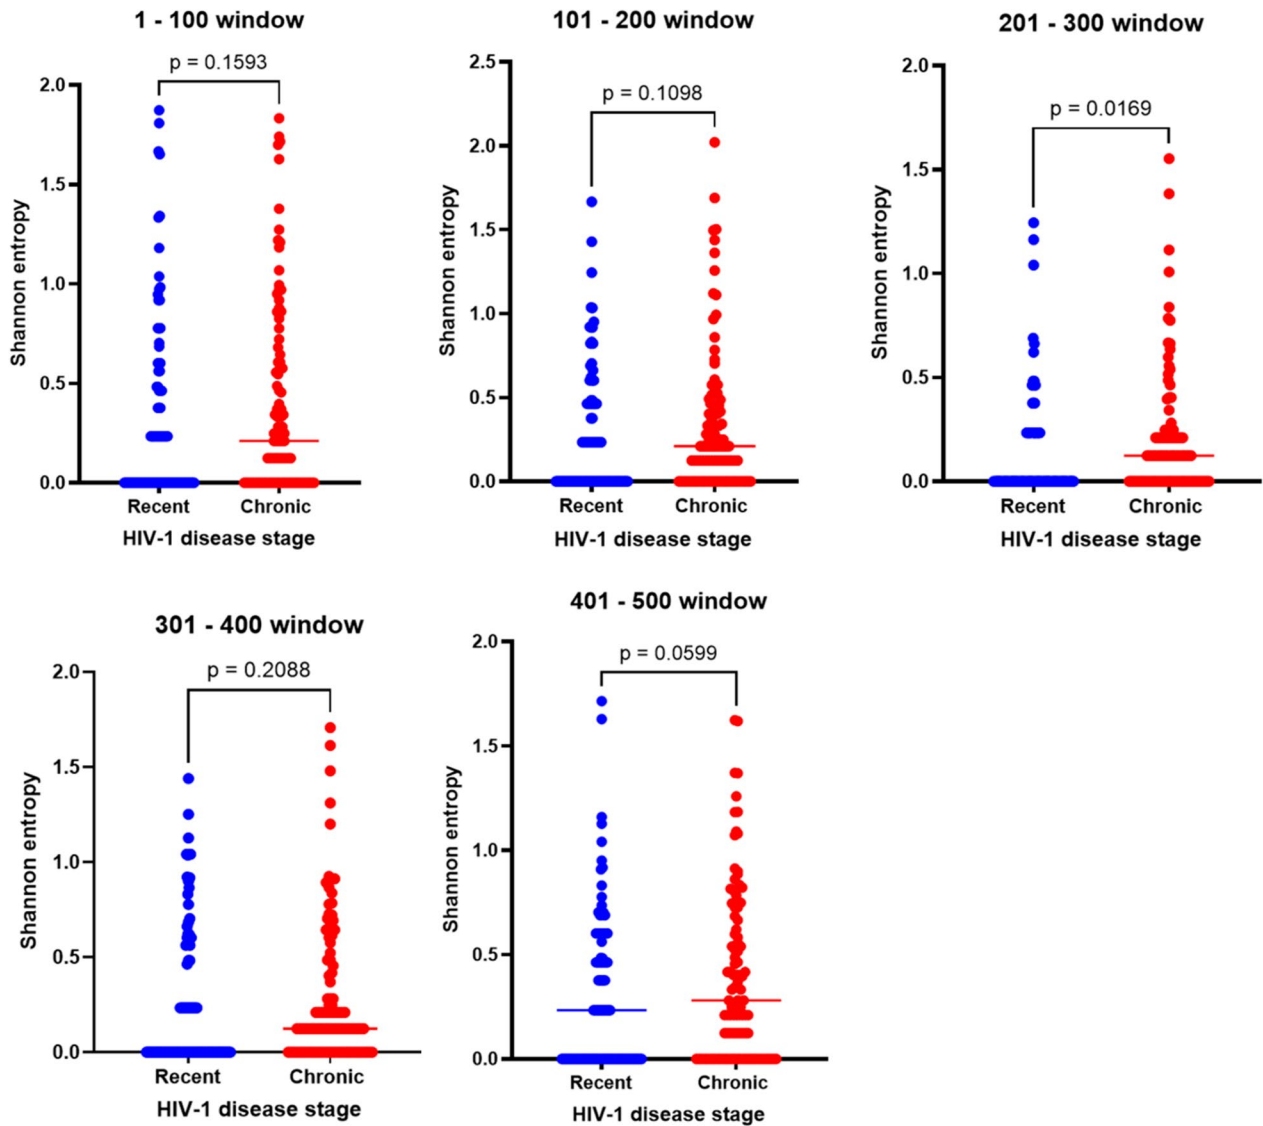 1 - 100 window
p = 0.1593
2.0
1.5
1.0
0.5
0.0
Shannon entropy
Recent
Chronic
HIV-1 disease stage
101 - 200 window
p = 0.1098
2.5
2.0
1.5
1.0
0.5
0.0
Shannon entropy
Recent
Chronic
HIV-1 disease stage
201 - 300 window
p = 0.0169
2.0
1.5
1.0
0.5
0.0
Shannon entropy
Recent
Chronic
HIV-1 disease stage
301 - 400 window
p = 0.2088
2.0
1.5
1.0
0.5
0.0
Shannon entropy
Recent
Chronic
HIV-1 disease stage
401 - 500 window
p = 0.0599
2.0
1.5
1.0
0.5
0.0
Shannon entropy
Recent
Chronic
HIV-1 disease stage